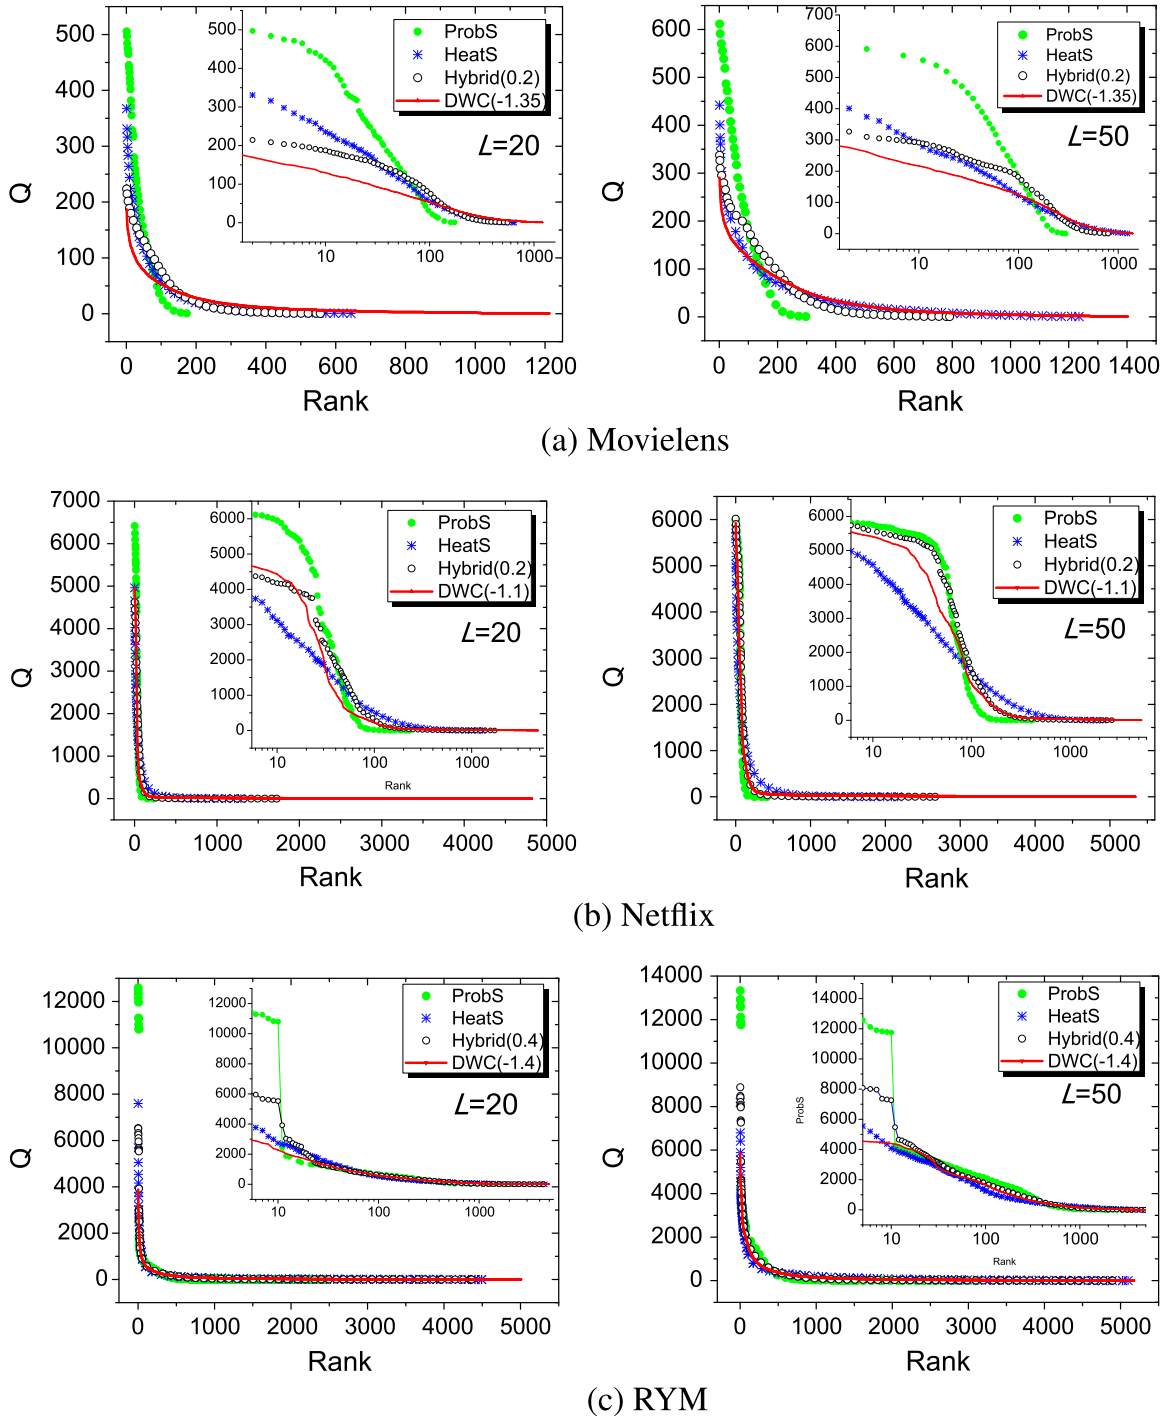 500
400
300
200
100
0
Q
0 200 400 600 800 1000 1200
Rank
500
400
300
200
100
0
10 100 1000
ProbS
HeatS
Hybrid(0.2)
DWC(-1.35)
L=20
600
500
400
300
200
100
0
Q
0 200 400 600 800 1000 1200 1400
Rank
700
600
500
400
300
200
100
0
10 100 1000
ProbS
HeatS
Hybrid(0.2)
DWC(-1.35)
L=50
(a) Movielens
7000
6000
5000
4000
3000
2000
1000
0
Q
0 1000 2000 3000 4000 5000
Rank
6000
5000
4000
3000
2000
1000
0
10 100 1000
Rank
ProbS
HeatS
Hybrid(0.2)
DWC(-1.1)
L=20
6000
5000
4000
3000
2000
1000
0
Q
0 1000 2000 3000 4000 5000
Rank
6000
5000
4000
3000
2000
1000
0
10 100 1000
ProbS
HeatS
Hybrid(0.2)
DWC(-1.1)
L=50
(b) Netflix
12000
10000
8000
6000
4000
2000
0
Q
0 1000 2000 3000 4000 5000
Rank
12000
10000
8000
6000
4000
2000
0
10 100 1000
ProbS
HeatS
Hybrid(0.4)
DWC(-1.4)
L=20
14000
12000
10000
8000
6000
4000
2000
0
Q
0 1000 2000 3000 4000 5000
Rank
14000
12000
10000
8000
6000
4000
2000
0
ProbS
10 100 1000
Rank
ProbS
HeatS
Hybrid(0.4)
DWC(-1.4)
L=50
(c) RYM